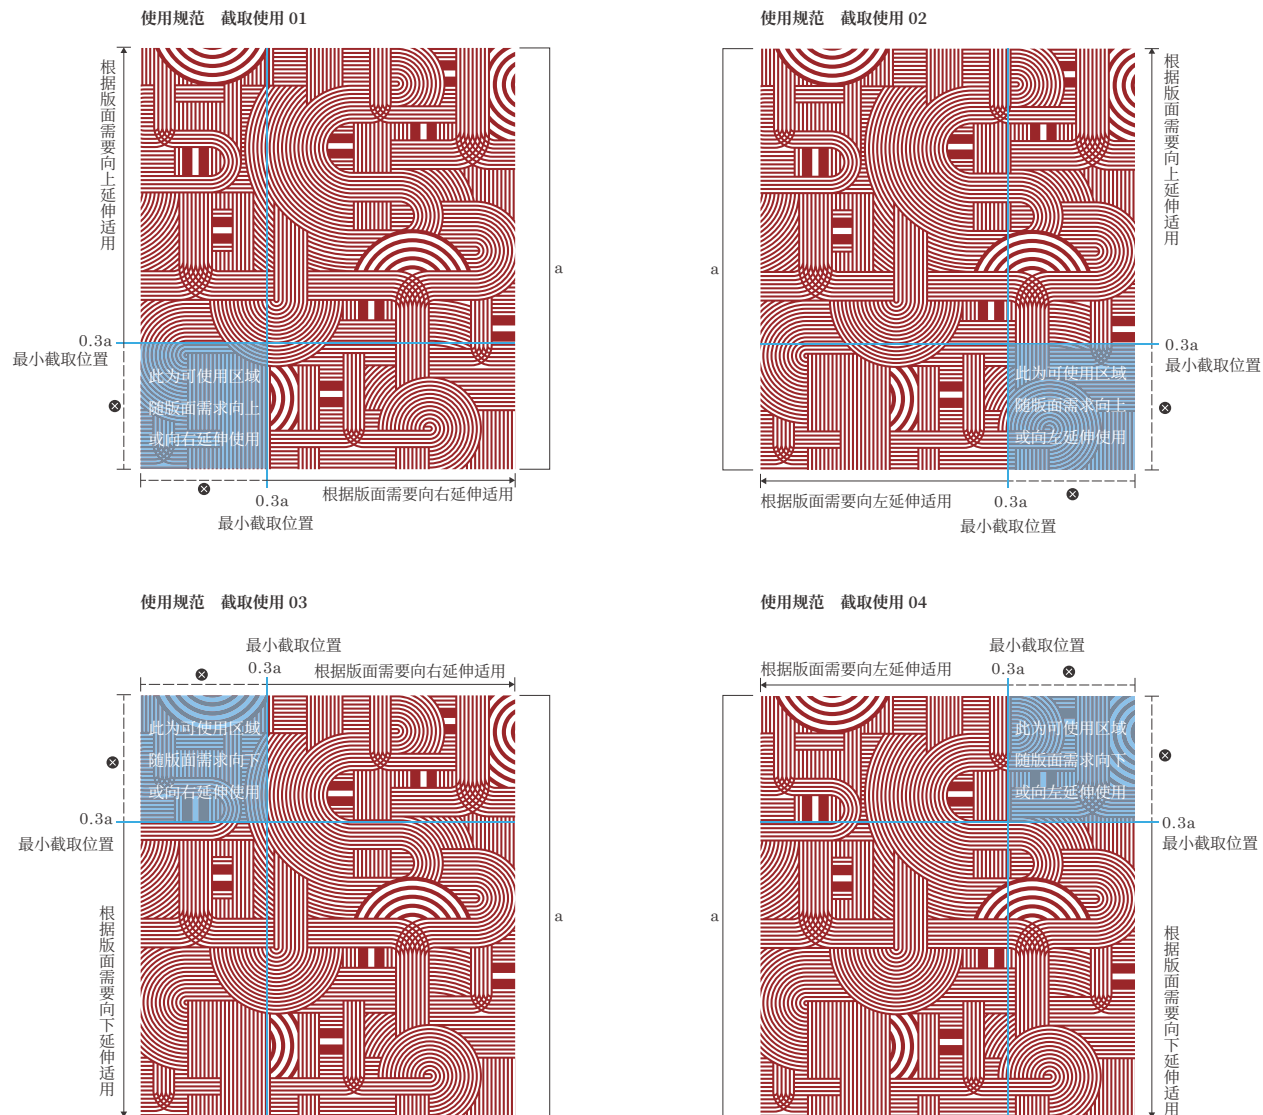 使用规范　截取使用 01
根据版面需要向上延伸适用
a
0.3a
最小截取位置
此为可使用区域
随版面需求向上
或向右延伸使用
0.3a
根据版面需要向右延伸适用
最小截取位置
使用规范　截取使用 02
根据版面需要向上延伸适用
a
0.3a
最小截取位置
此为可使用区域
随版面需求向上
或向左延伸使用
根据版面需要向左延伸适用
0.3a
最小截取位置
使用规范　截取使用 03
最小截取位置
0.3a
根据版面需要向右延伸适用
此为可使用区域
随版面需求向下
或向右延伸使用
0.3a
最小截取位置
a
根据版面需要向下延伸适用
使用规范　截取使用 04
最小截取位置
根据版面需要向左延伸适用
0.3a
此为可使用区域
随版面需求向下
或向左延伸使用
0.3a
最小截取位置
a
根据版面需要向下延伸适用